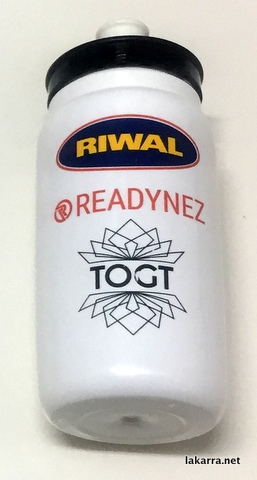 RIWAL
® READYNEZ
TOGT
lakarra.net